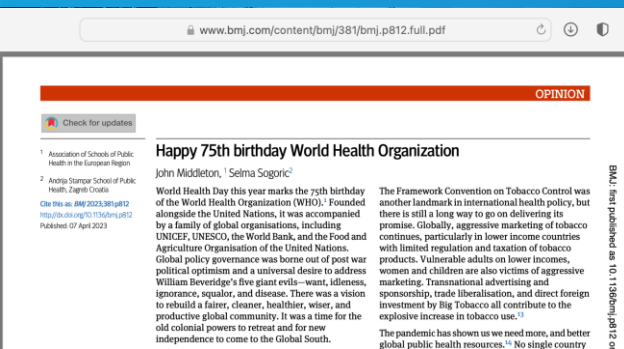 www.bmj.com/content/bmj/381/bmj.p812.full.pdf
OPINION
Check for updates
1 Association of Schools of Public
Health in the European Region
2 Andrija Stampar School of Public
Health, Zagreb Croatia
Cite this as: BMJ 2023;381:p812
http://dx.doi.org/10.1136/bmj.p812
Published: 07 April 2023
Happy 75th birthday World Health Organization
John Middleton, 1 Selma Sogoric2
World Health Day this year marks the 75th birthday
of the World Health Organization (WHO).1 Founded
alongside the United Nations, it was accompanied
by a family of global organisations, including
UNICEF, UNESCO, the World Bank, and the Food and
Agriculture Organisation of the United Nations.
Global policy governance was borne out of post war
political optimism and a universal desire to address
William Beveridge's five giant evils—want, idleness,
ignorance, squalor, and disease. There was a vision
to rebuild a fairer, cleaner, healthier, wiser, and
productive global community. It was a time for the
old colonial powers to retreat and for new
independence to come to the Global South.
The Framework Convention on Tobacco Control was
another landmark in international health policy, but
there is still a long way to go on delivering its
promise. Globally, aggressive marketing of tobacco
continues, particularly in lower income countries
with limited regulation and taxation of tobacco
products. Vulnerable adults on lower incomes,
women and children are also victims of aggressive
marketing. Transnational advertising and
sponsorship, trade liberalisation, and direct foreign
investment by Big Tobacco all contribute to the
explosive increase in tobacco use.13
The pandemic has shown us we need more, and better
global public health resources.14 No single country
BMJ: first published as 10.1136/bmj.p812 on